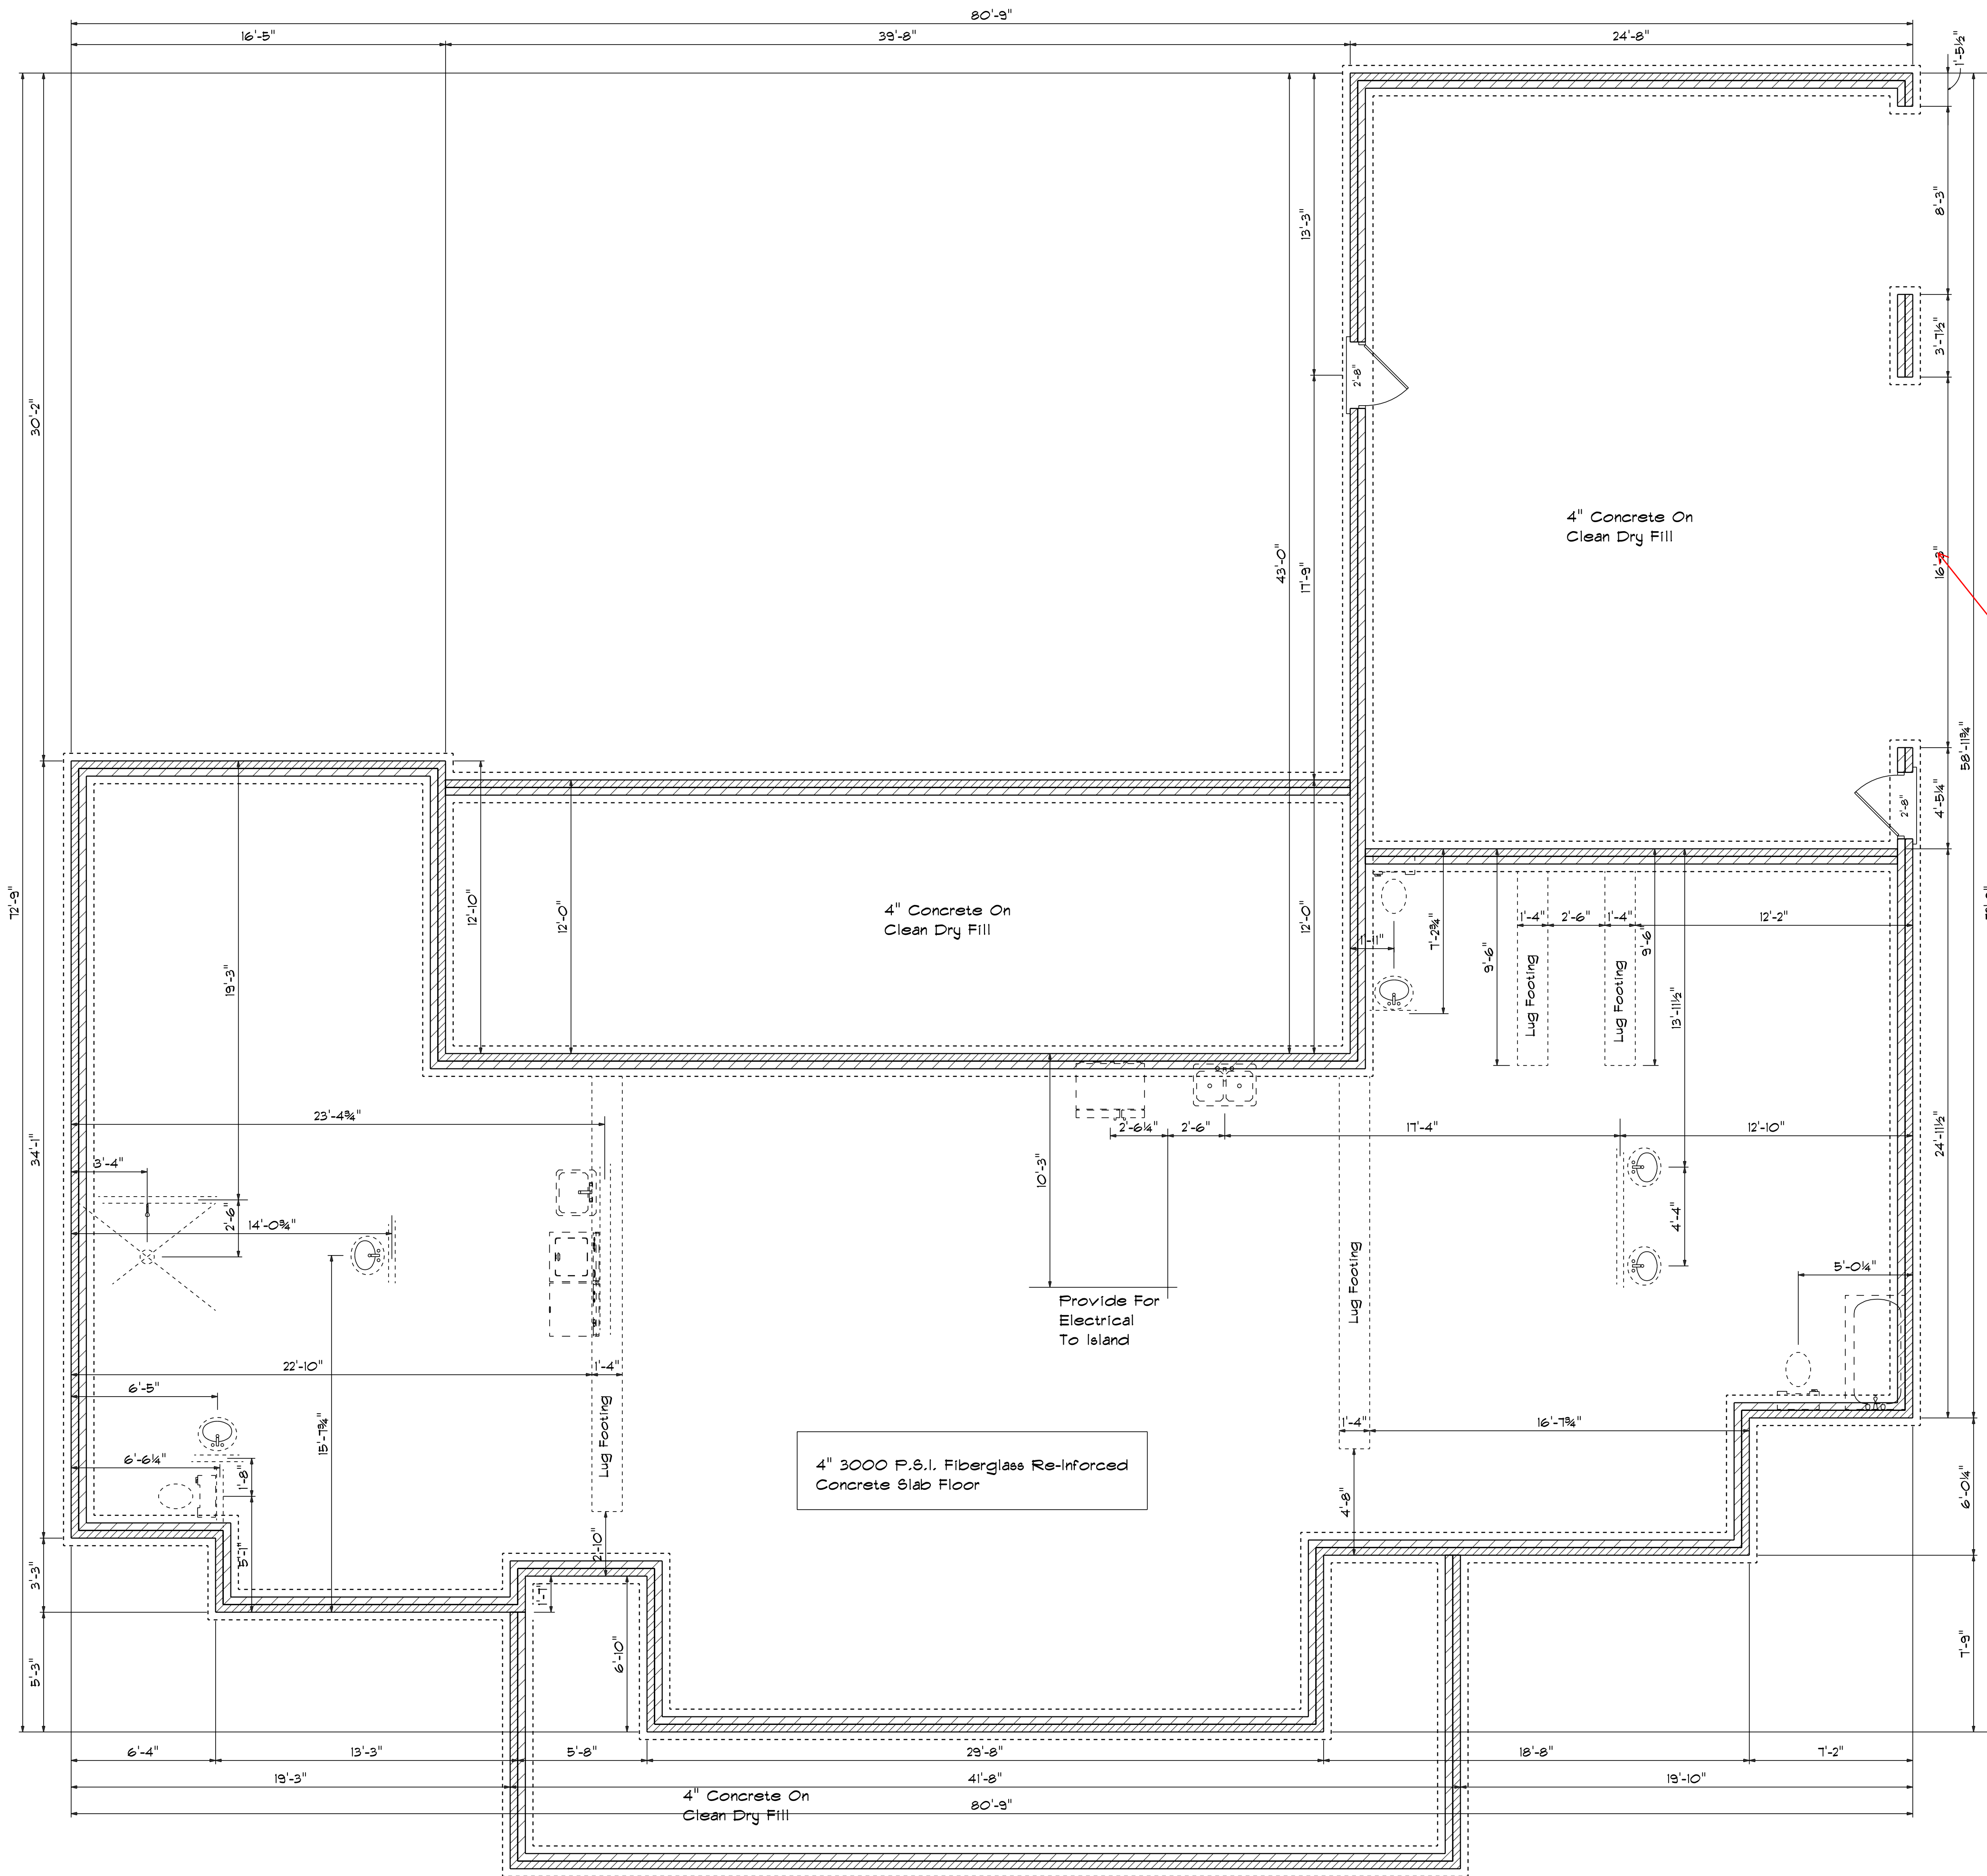 80'-9"
16'-5" 39'-8" 24'-8"
1'-5½"
8'-3"
13'-3"
3'-7½"
2'-8"
30'-2"
4" Concrete On
Clean Dry Fill
43'-0"
17'-9"
58'-11¾"
4'-5¼"
2'-8"
72'-9"
12'-10"
12'-0"
4" Concrete On
Clean Dry Fill
12'-0"
1'-11"
7'-2¾"
9'-6"
1'-4" 2'-6" 1'-4" 12'-2"
9'-6"
Lug Footing
Lug Footing
13'-11½"
19'-3"
23'-4¾"
34'-1"
3'-4"
2'-6"
14'-0¾"
10'-3"
2'-6¼" 2'-6" 17'-4" 12'-10"
24'-11½"
4'-4"
5'-0¼"
Lug Footing
Provide For
Electrical
To Island
22'-10" 1'-4"
6'-5"
15'-7¾"
Lug Footing
6'-6¼"
1'-8"
5'-1"
4" 3000 P.S.I. Fiberglass Re-Inforced
Concrete Slab Floor
1'-4" 16'-7¾"
4'-8"
6'-0¼"
2'-10"
3'-3"
1'-7"
6'-10"
5'-3"
7'-9"
6'-4" 13'-3" 5'-8" 29'-8" 18'-8" 7'-2"
19'-3" 41'-8" 19'-10"
4" Concrete On
Clean Dry Fill
80'-9"